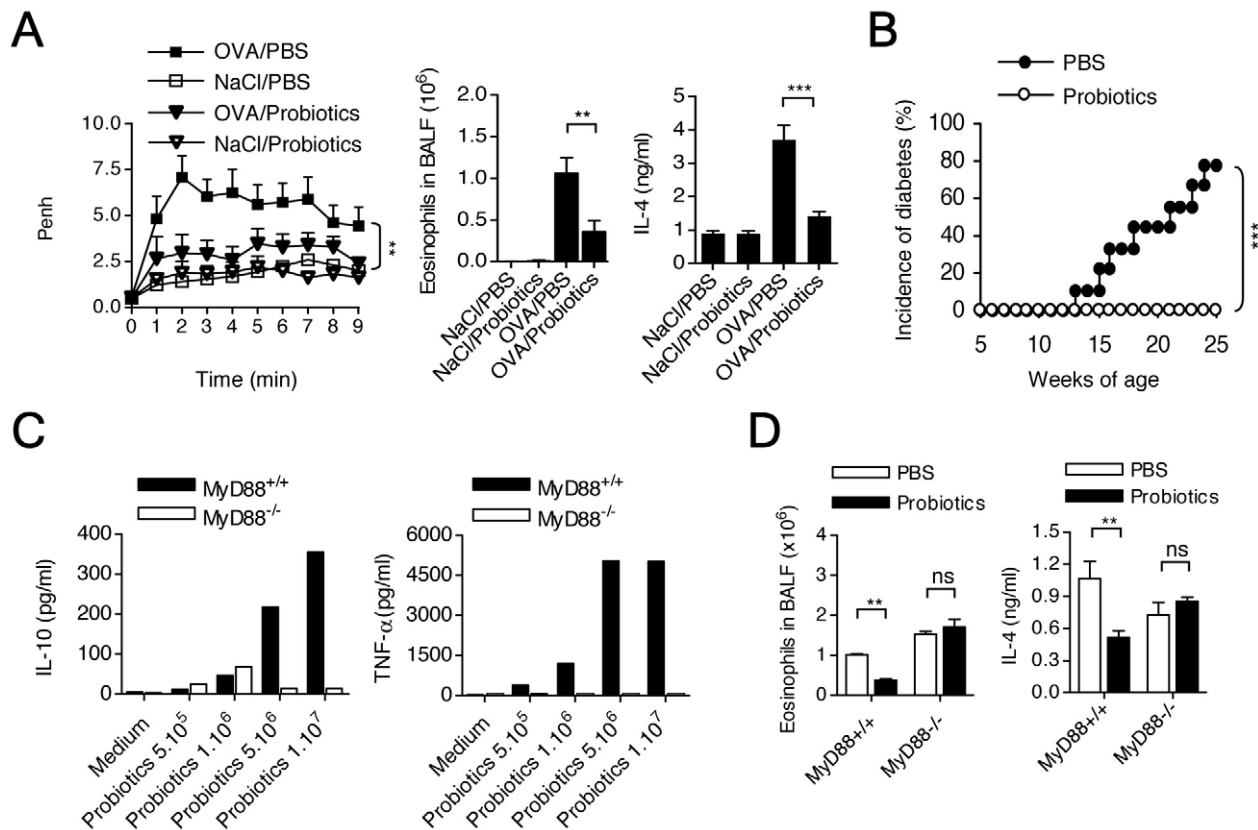 A
OVA/PBS
NaCl/PBS
OVA/Probiotics
NaCl/Probiotics
Penh
10.0
7.5
5.0
2.5
0.0
0 1 2 3 4 5 6 7 8 9
Time (min)
**
Eosinophils in BALF (10⁶)
2.0
1.5
1.0
0.5
0.0
**
NaCl/PBS
NaCl/Probiotics
OVA/PBS
OVA/Probiotics
IL-4 (ng/ml)
5
4
3
2
1
0
***
NaCl/PBS
NaCl/Probiotics
OVA/PBS
OVA/Probiotics
B
PBS
Probiotics
Incidence of diabetes (%)
100
80
60
40
20
0
5 10 15 20 25
Weeks of age
***
C
MyD88⁺/⁺
MyD88⁻/⁻
IL-10 (pg/ml)
400
300
200
100
0
Medium
Probiotics 5.10⁵
Probiotics 1.10⁶
Probiotics 5.10⁶
Probiotics 1.10⁷
MyD88⁺/⁺
MyD88⁻/⁻
TNF-α(pg/ml)
6000
4500
3000
1500
0
Medium
Probiotics 5.10⁵
Probiotics 1.10⁶
Probiotics 5.10⁶
Probiotics 1.10⁷
D
PBS
Probiotics
Eosinophils in BALF (x10⁶)
4
3
2
1
0
**
ns
MyD88+/+
MyD88-/-
PBS
Probiotics
IL-4 (ng/ml)
1.5
1.2
0.9
0.6
0.3
0.0
**
ns
MyD88+/+
MyD88-/-